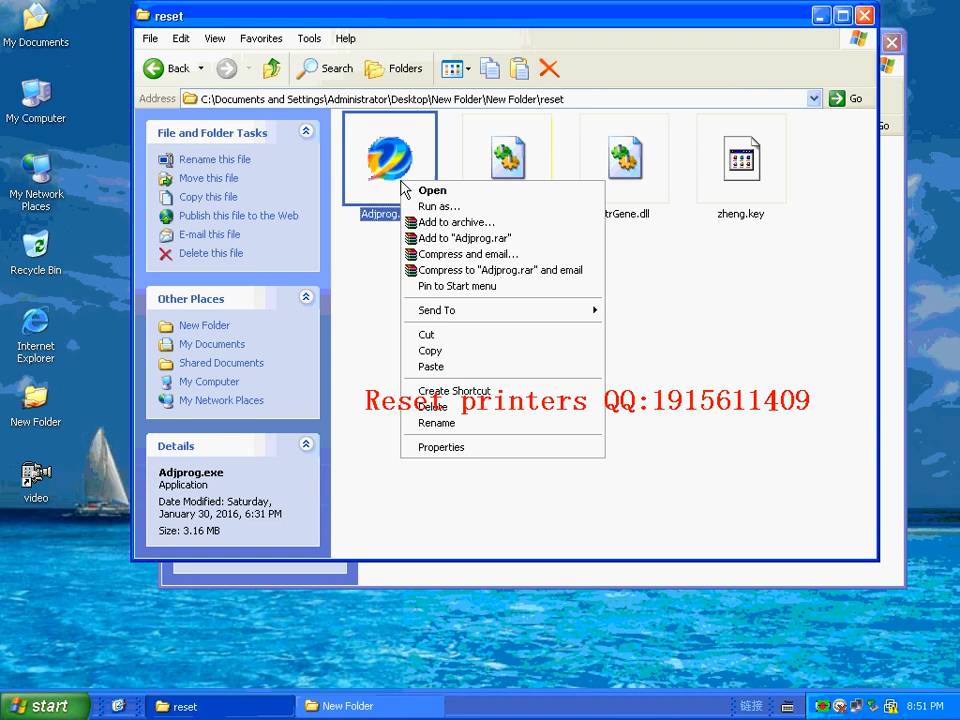 My Documents
My Computer
My Network
Places
Recycle Bin
Internet
Explorer
New Folder
video
reset
File Edit View Favorites Tools Help
Back Search Folders
Address C:\Documents and Settings\Administrator\Desktop\New Folder\New Folder\reset Go
Go
File and Folder Tasks
Rename this file
Move this file
Copy this file
Publish this file to the Web
E-mail this file
Delete this file
Other Places
New Folder
My Documents
Shared Documents
My Computer
My Network Places
Details
Adjprog.exe
Application
Date Modified: Saturday,
January 30, 2016, 6:31 PM
Size: 3.16 MB
Adjprog.
trGene.dll
zheng.key
Open
Run as...
Add to archive...
Add to "Adjprog.rar"
Compress and email...
Compress to "Adjprog.rar" and email
Pin to Start menu
Send To
Cut
Copy
Paste
Create Shortcut
Delete
Rename
Properties
Reset printers QQ:1915611409
start
reset
New Folder
链接
8:51 PM